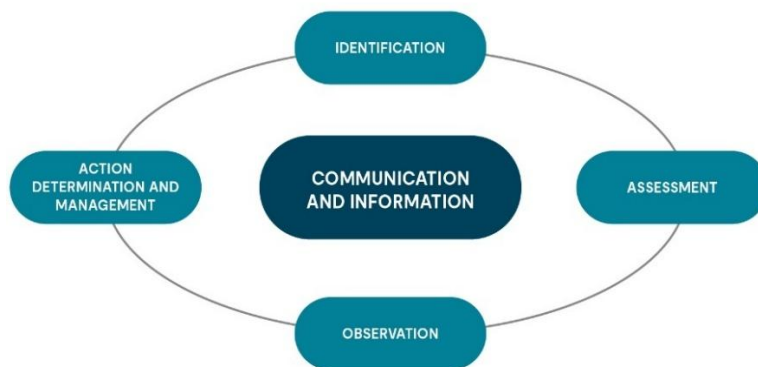 IDENTIFICATION
ACTION
DETERMINATION AND
MANAGEMENT
COMMUNICATION
AND INFORMATION
ASSESSMENT
OBSERVATION